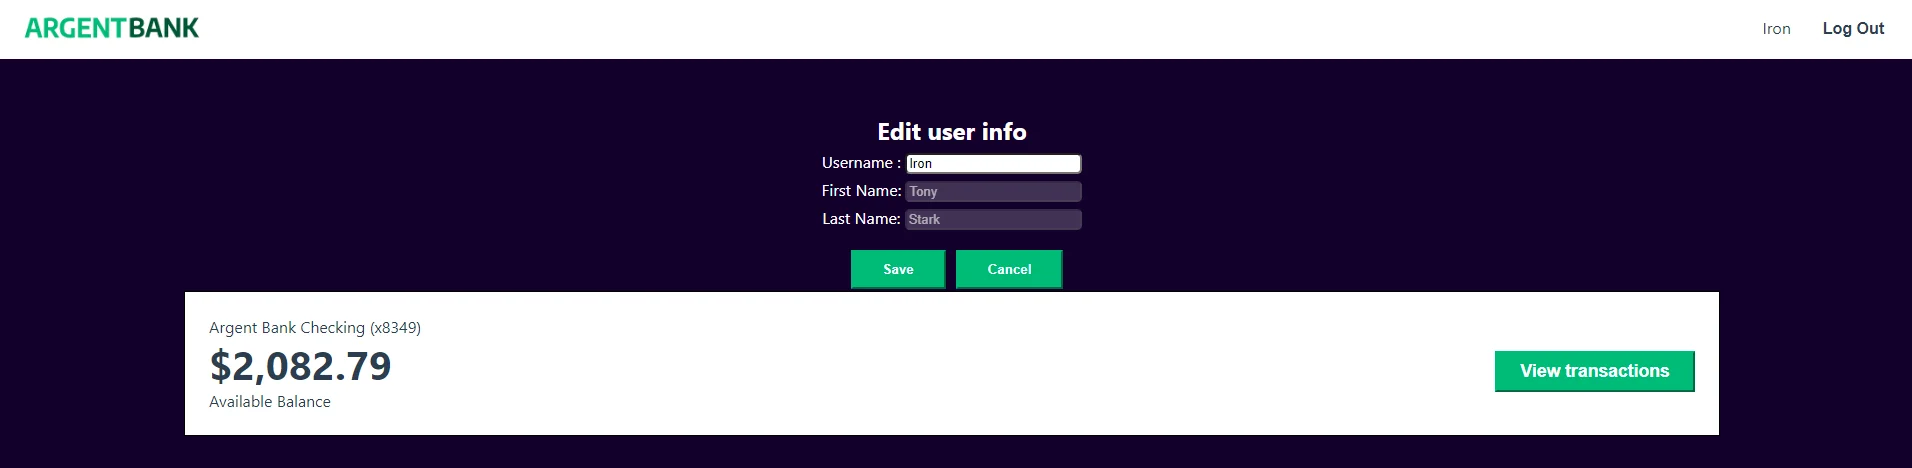 ARGENTBANK
Iron Log Out
Edit user info
Username : Iron
First Name: Tony
Last Name: Stark
Save Cancel
Argent Bank Checking (x8349)
$2,082.79
Available Balance
View transactions